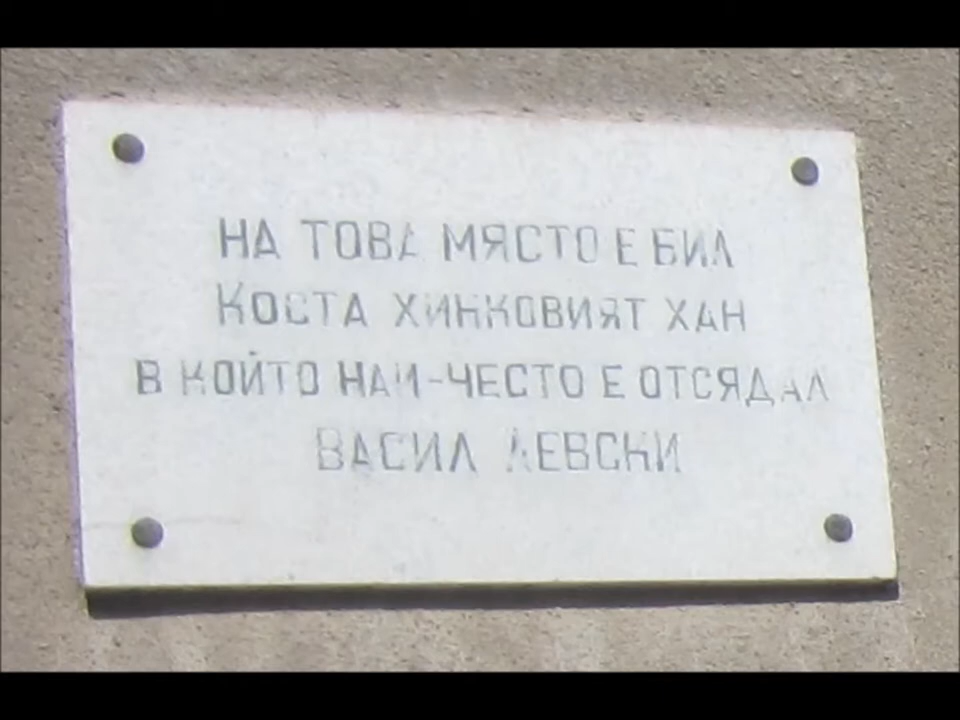 НА ТОВА МЯСТО Е БИЛ
КОСТА ХИНКОВИЯТ ХАН
В КОЙТО НАЙ-ЧЕСТО Е ОТСЯДАЛ
ВАСИЛ ЛЕВСКИ